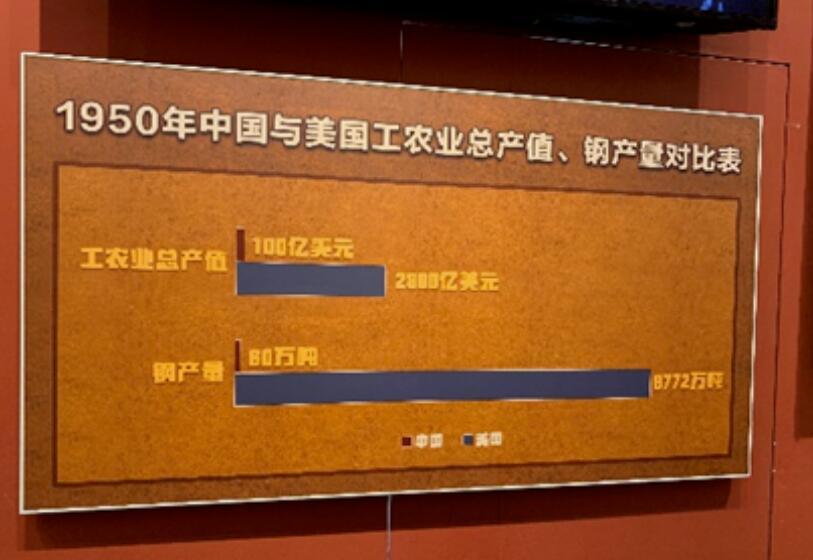 1950年中国与美国工农业总产值、钢产量对比表
工农业总产值
100亿美元
2800亿美元
钢产量
60万吨
8772万吨
中国 美国